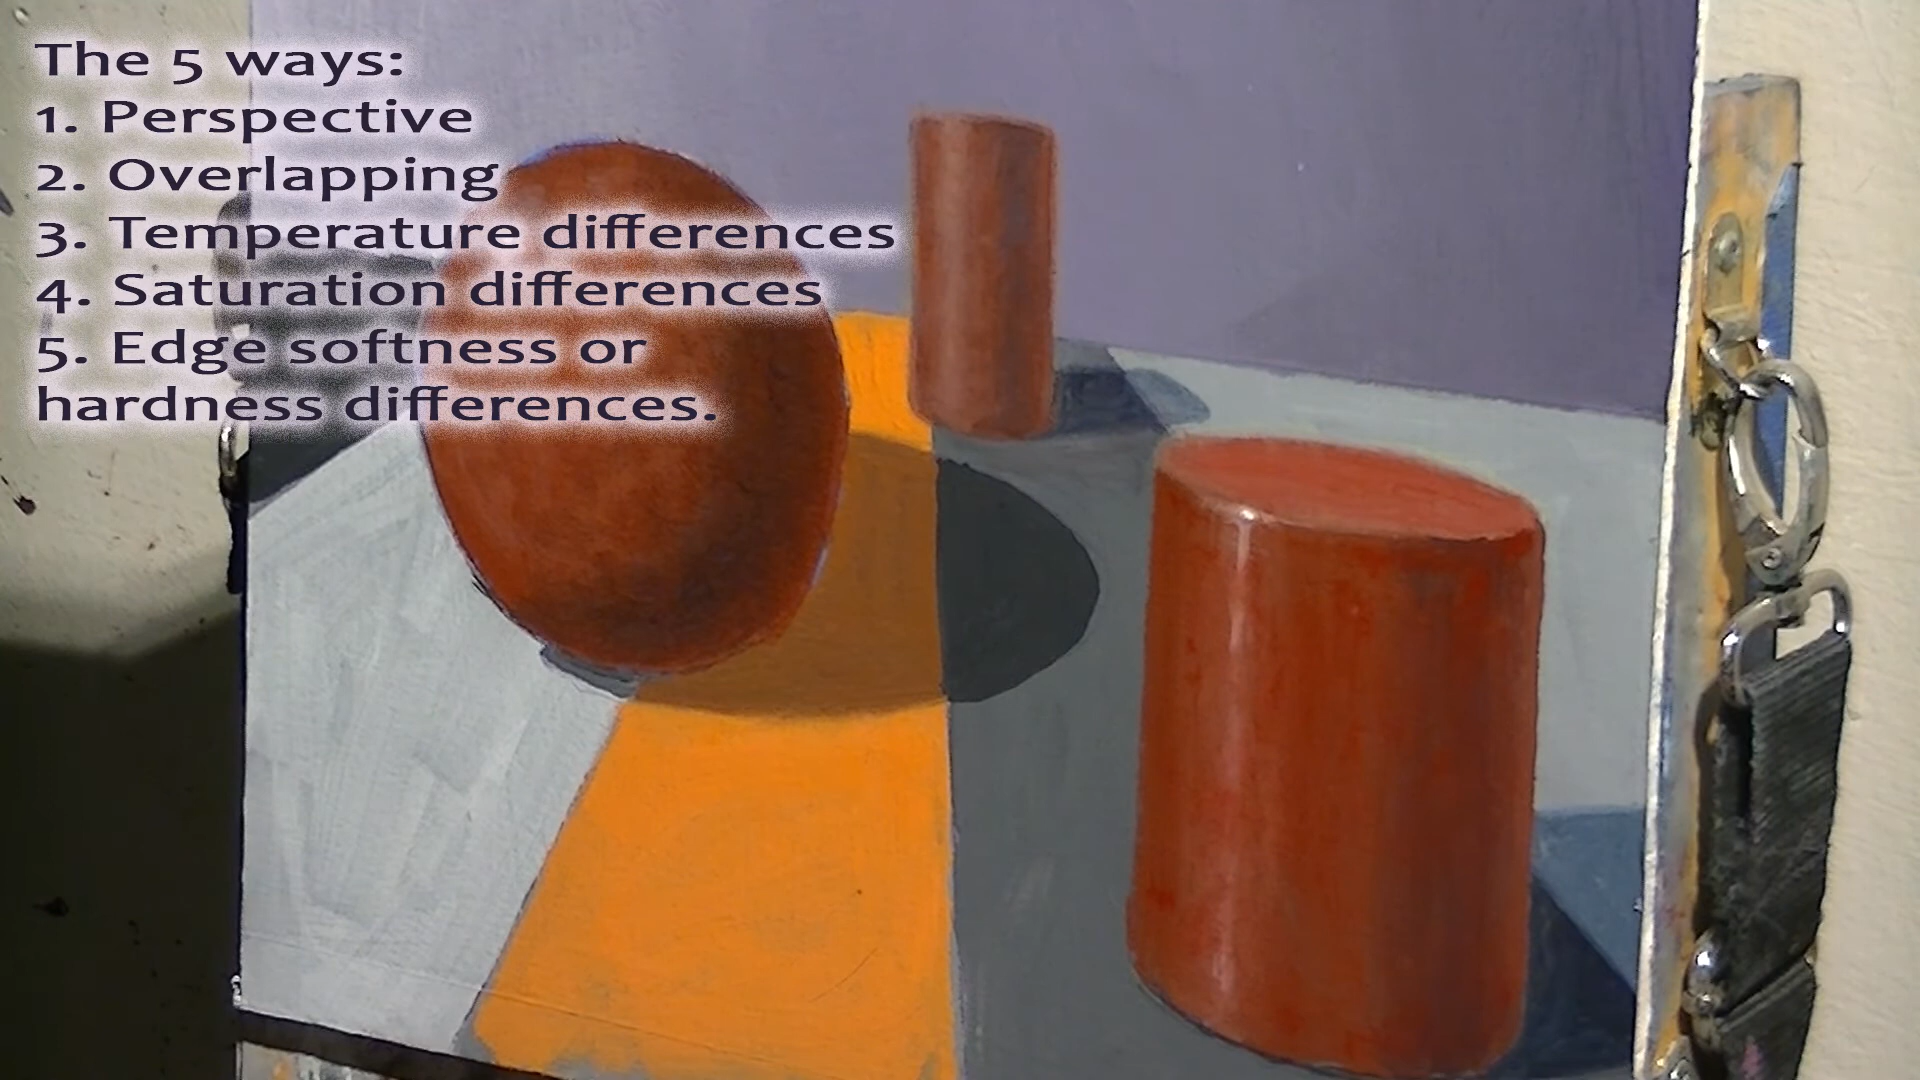 The 5 ways:
1. Perspective
2. Overlapping
3. Temperature differences
4. Saturation differences
5. Edge softness or
hardness differences.